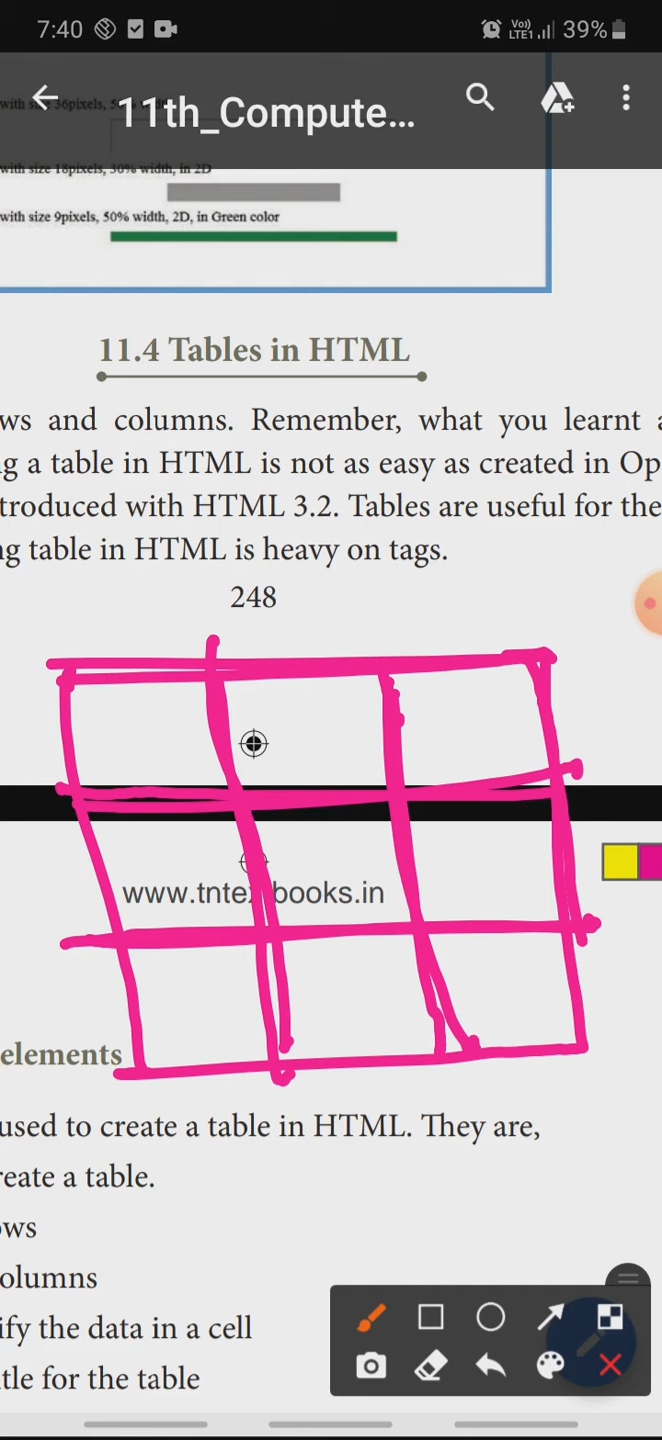 7:40
Vo)) LTE1 39%
11th_Compute...
with size 18pixels, 30% width, in 2D
with size 9pixels, 50% width, 2D, in Green color
11.4 Tables in HTML
ws and columns. Remember, what you learnt a
g a table in HTML is not as easy as created in Op
troduced with HTML 3.2. Tables are useful for the
ng table in HTML is heavy on tags.
248
www.tnte books.in
elements
used to create a table in HTML. They are,
reate a table.
ows
olumns
ify the data in a cell
tle for the table